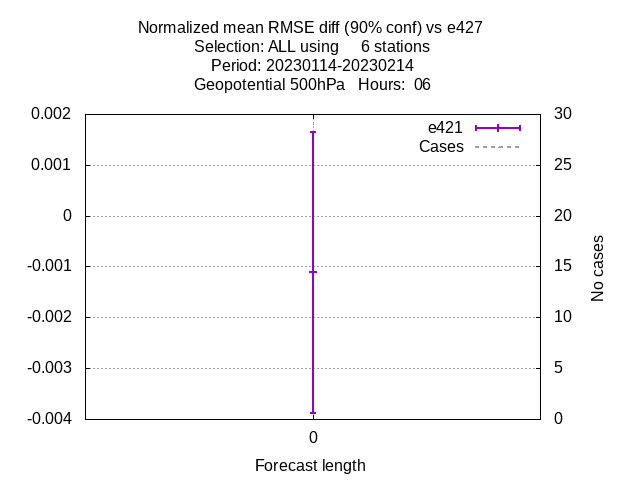 Normalized mean RMSE diff (90% conf) vs e427
Selection: ALL using     6 stations
Period: 20230114-20230214
Geopotential 500hPa   Hours:  06
0.002
0.001
0
-0.001
-0.002
-0.003
-0.004
30
25
20
15
10
5
0
e421
Cases
No cases
0
Forecast length